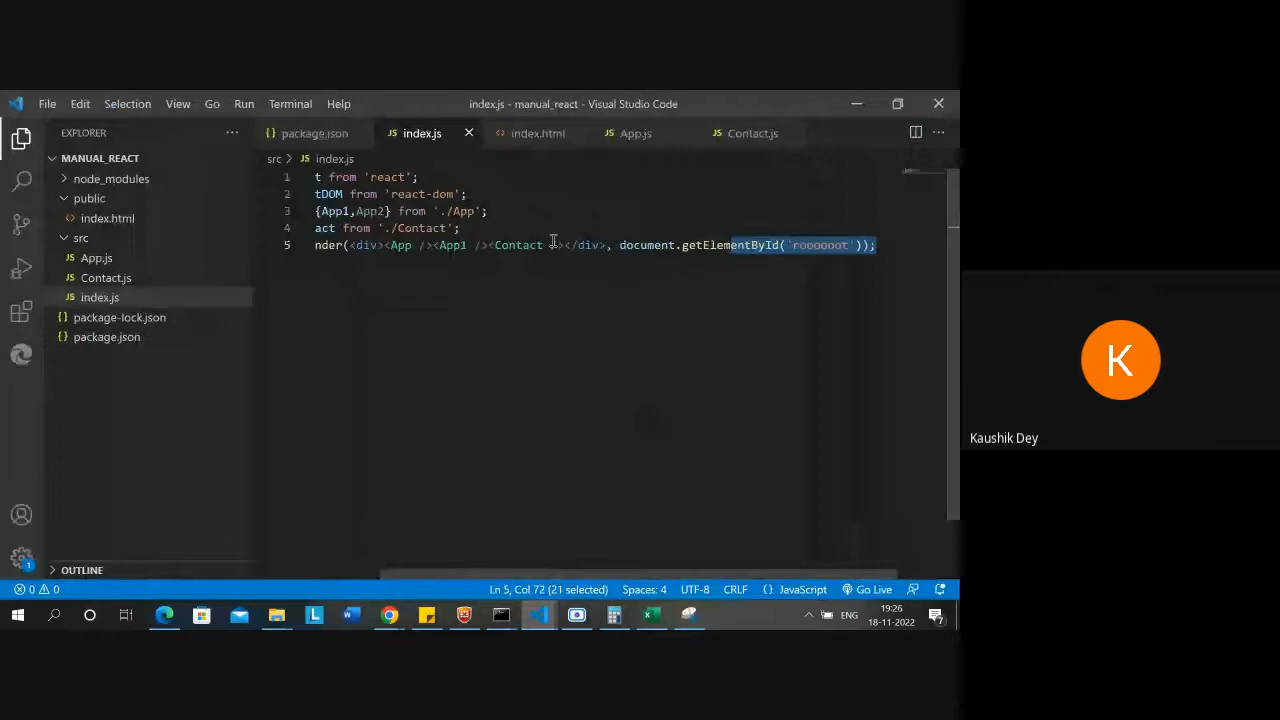 File Edit Selection View Go Run Terminal Help
index.js - manual_react - Visual Studio Code
EXPLORER
MANUAL_REACT
node_modules
public
index.html
src
JS App.js
JS Contact.js
JS index.js
{} package-lock.json
{} package.json
OUTLINE
package.json JS index.js <> index.html JS App.js JS Contact.js
src > JS index.js
1 t from 'react';
2 tDOM from 'react-dom';
3 {App1,App2} from './App';
4 act from './Contact';
5 nder(<div><App /><App1 /><Contact /></div>, document.getElementById('roooooot'));
0 0 Ln 5, Col 72 (21 selected) Spaces: 4 UTF-8 CRLF {} JavaScript Go Live
1
ENG
19:26
18-11-2022
7
K
Kaushik Dey